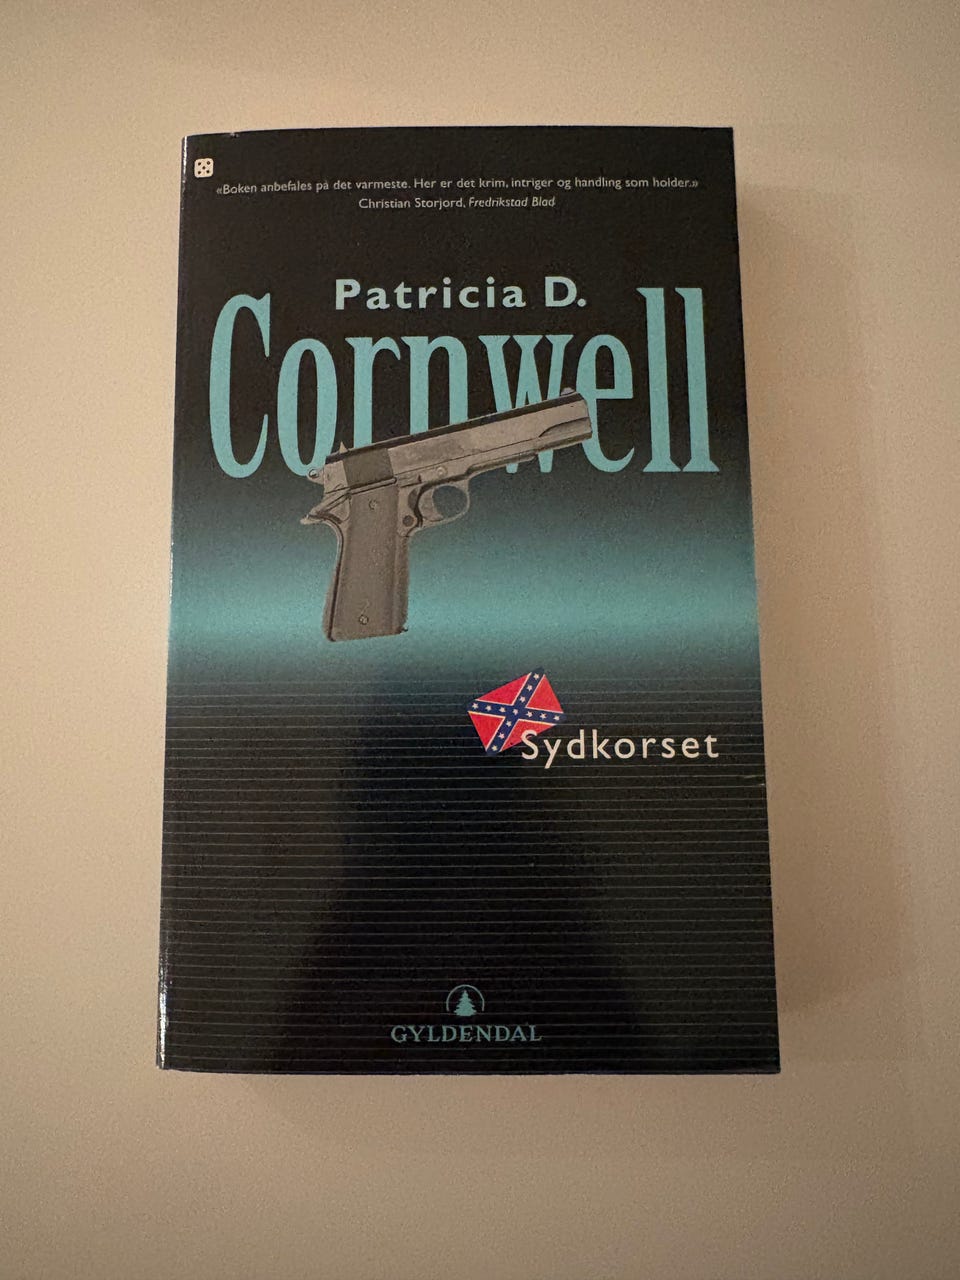 «Boken anbefales på det varmeste. Her er det krim, intriger og handling som holder.»
Christian Storjord, Fredrikstad Blad
Patricia D.
Cornwell
Sydkorset
GYLDENDAL